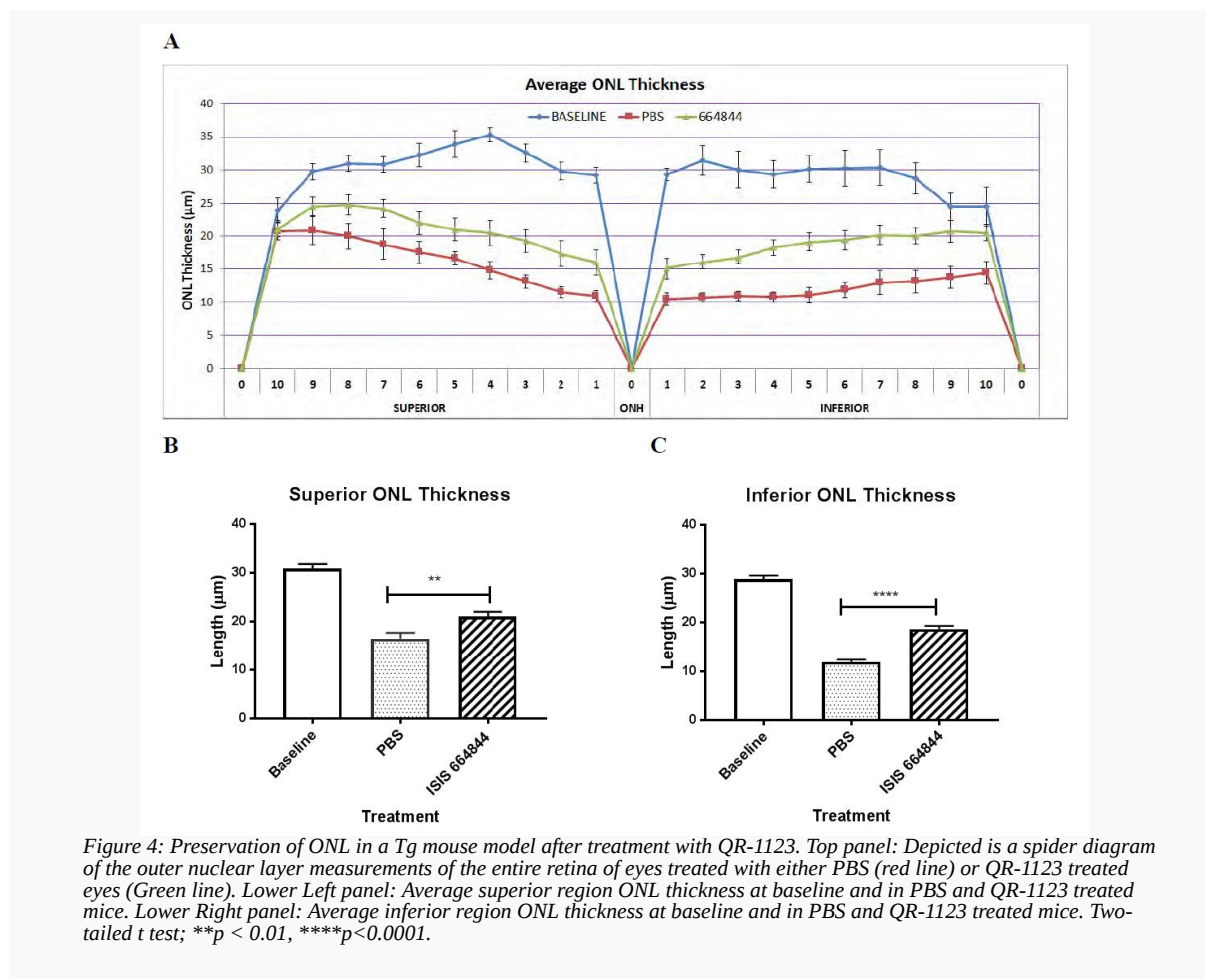 A
Average ONL Thickness
BASELINE PBS 664844
ONL Thickness (µm)
40
35
30
25
20
15
10
5
0
0 10 9 8 7 6 5 4 3 2 1 0 1 2 3 4 5 6 7 8 9 10 0
SUPERIOR ONH INFERIOR
B
Superior ONL Thickness
Length (µm)
40
30
20
10
0
**
Baseline PBS ISIS 664844
Treatment
C
Inferior ONL Thickness
Length (µm)
40
30
20
10
0
****
Baseline PBS ISIS 664844
Treatment
Figure 4: Preservation of ONL in a Tg mouse model after treatment with QR-1123. Top panel: Depicted is a spider diagram
of the outer nuclear layer measurements of the entire retina of eyes treated with either PBS (red line) or QR-1123 treated
eyes (Green line). Lower Left panel: Average superior region ONL thickness at baseline and in PBS and QR-1123 treated
mice. Lower Right panel: Average inferior region ONL thickness at baseline and in PBS and QR-1123 treated mice. Two-
tailed t test; **p < 0.01, ****p<0.0001.